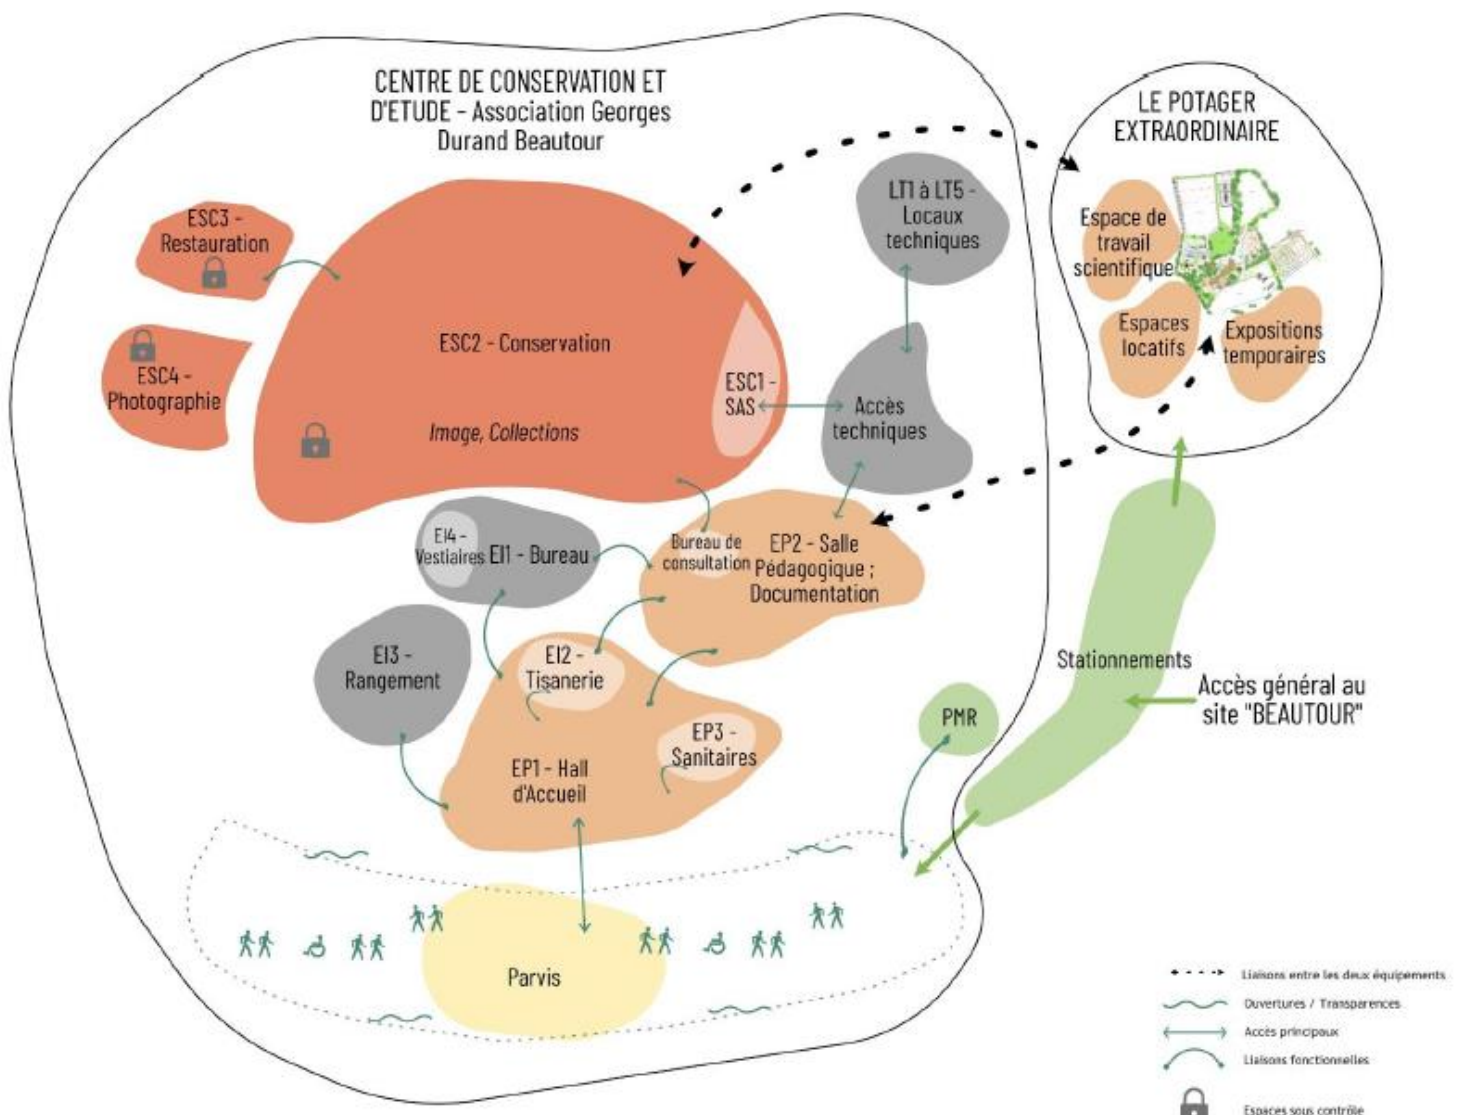 CENTRE DE CONSERVATION ET
D'ETUDE - Association Georges
Durand Beautour
LE POTAGER
EXTRAORDINAIRE
ESC3 -
Restauration
ESC4 -
Photographie
ESC2 - Conservation
Image, Collections
ESC1 -
SAS
LT1 à LT5 -
Locaux
techniques
Accès
techniques
Espace de
travail
scientifique
Espaces
locatifs
Expositions
temporaires
EI4 -
Vestiaires
EI1 - Bureau
Bureau de
consultation
EP2 - Salle
Pédagogique ;
Documentation
EI3 -
Rangement
EI2 -
Tisanerie
EP3 -
Sanitaires
EP1 - Hall
d'Accueil
PMR
Stationnements
Accès général au
site "BEAUTOUR"
Parvis
Liaisons entre les deux équipements
Ouvertures / Transparences
Accès principaux
Liaisons fonctionnelles
Espaces sous contrôle